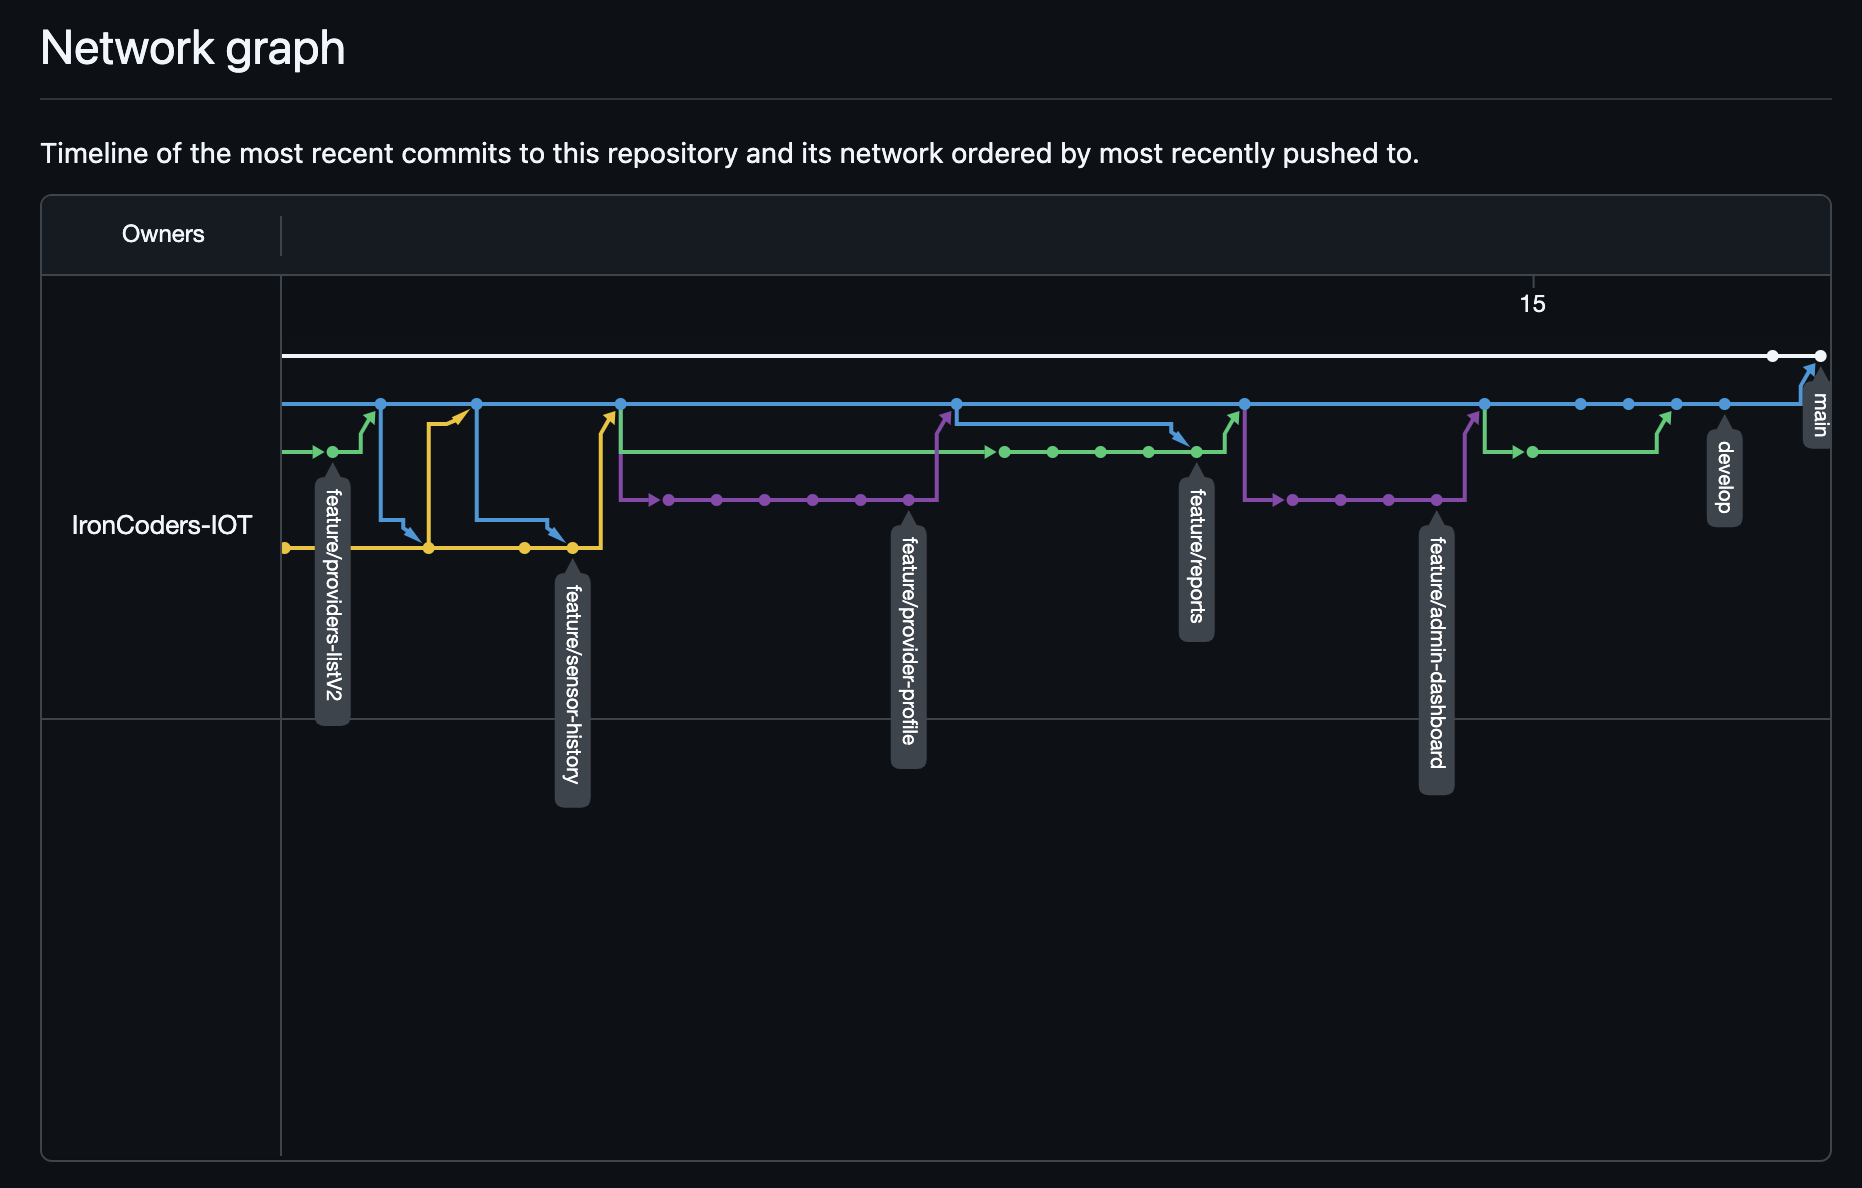 Network graph
Timeline of the most recent commits to this repository and its network ordered by most recently pushed to.
Owners
15
IronCoders-IOT
main
develop
feature/providers-listV2
feature/sensor-history
feature/provider-profile
feature/reports
feature/admin-dashboard